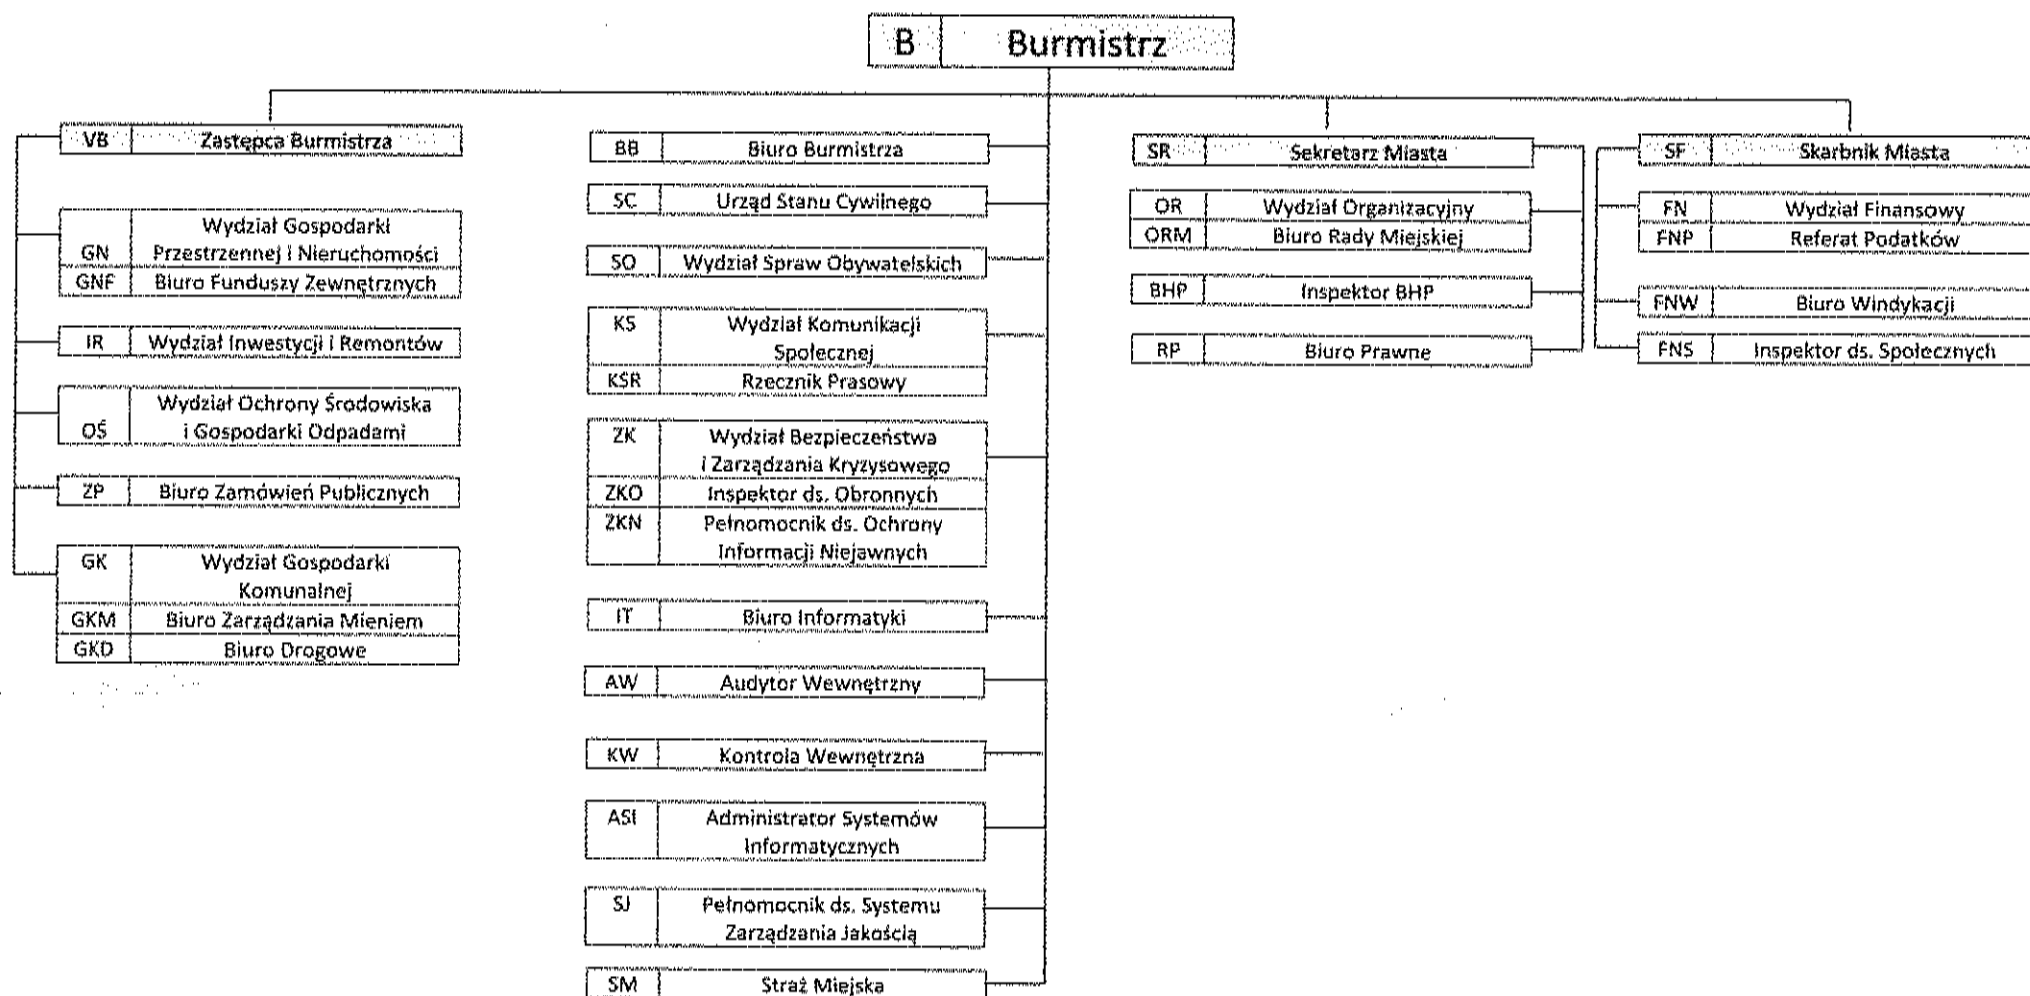 B Burmistrz
VB Zastępca Burmistrza
Wydział Gospodarki
GN Przestrzennej i Nieruchomości
GNF Biuro Funduszy Zewnętrznych
IR Wydział Inwestycji i Remontów
Wydział Ochrony Środowiska
OŚ i Gospodarki Odpadami
ZP Biuro Zamówień Publicznych
GK Wydział Gospodarki
Komunalnej
GKM Biuro Zarządzania Mieniem
GKD Biuro Drogowe
BB Biuro Burmistrza
SC Urząd Stanu Cywilnego
SO Wydział Spraw Obywatelskich
KS Wydział Komunikacji
Społecznej
KSR Rzecznik Prasowy
ZK Wydział Bezpieczeństwa
i Zarządzania Kryzysowego
ZKO Inspektor ds. Obronnych
ZKN Pełnomocnik ds. Ochrony
Informacji Niejawnych
IT Biuro Informatyki
AW Audytor Wewnętrzny
KW Kontrola Wewnętrzna
ASI Administrator Systemów
Informatycznych
SJ Pełnomocnik ds. Systemu
Zarządzania Jakością
SM Straż Miejska
SR Sekretarz Miasta
OR Wydział Organizacyjny
ORM Biuro Rady Miejskiej
BHP Inspektor BHP
RP Biuro Prawne
SF Skarbnik Miasta
FN Wydział Finansowy
FNP Referat Podatków
FNW Biuro Windykacji
FNS Inspektor ds. Społecznych